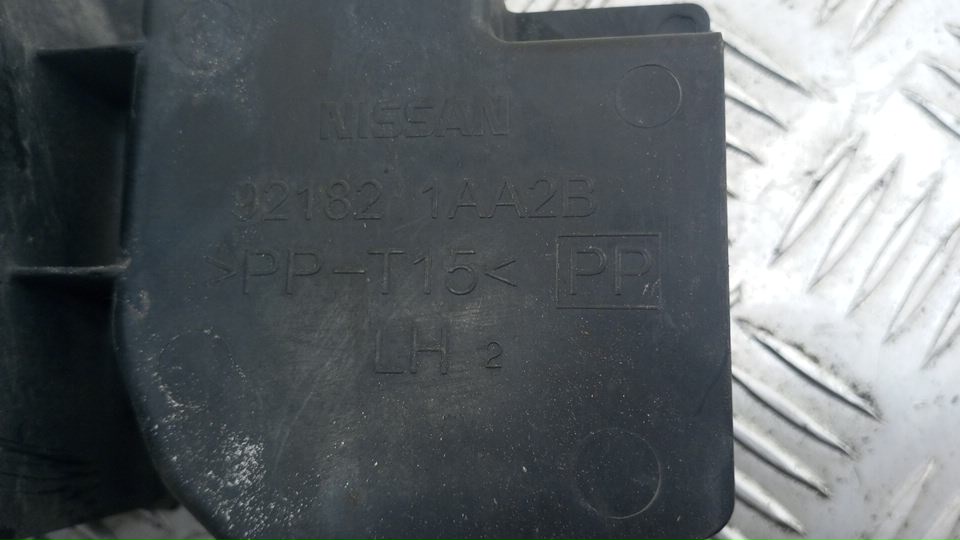 NISSAN
92182 1AA2B
>PP-T15< PP
LH 2